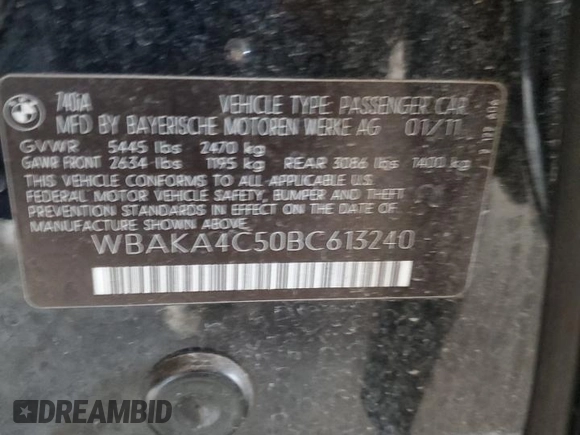 BMW
740iA VEHICLE TYPE: PASSENGER CAR
MFD BY BAYERISCHE MOTOREN WERKE AG 01/11
GVWR 5445 lbs 2470 kg
GAWR FRONT 2634 lbs 1195 kg REAR 3086 lbs 1400 kg
THIS VEHICLE CONFORMS TO ALL APPLICABLE U.S.
FEDERAL MOTOR VEHICLE SAFETY, BUMPER AND THEFT
PREVENTION STANDARDS IN EFFECT ON THE DATE OF
MANUFACTURE SHOWN ABOVE.
WBAKA4C50BC613240
DREAMBID